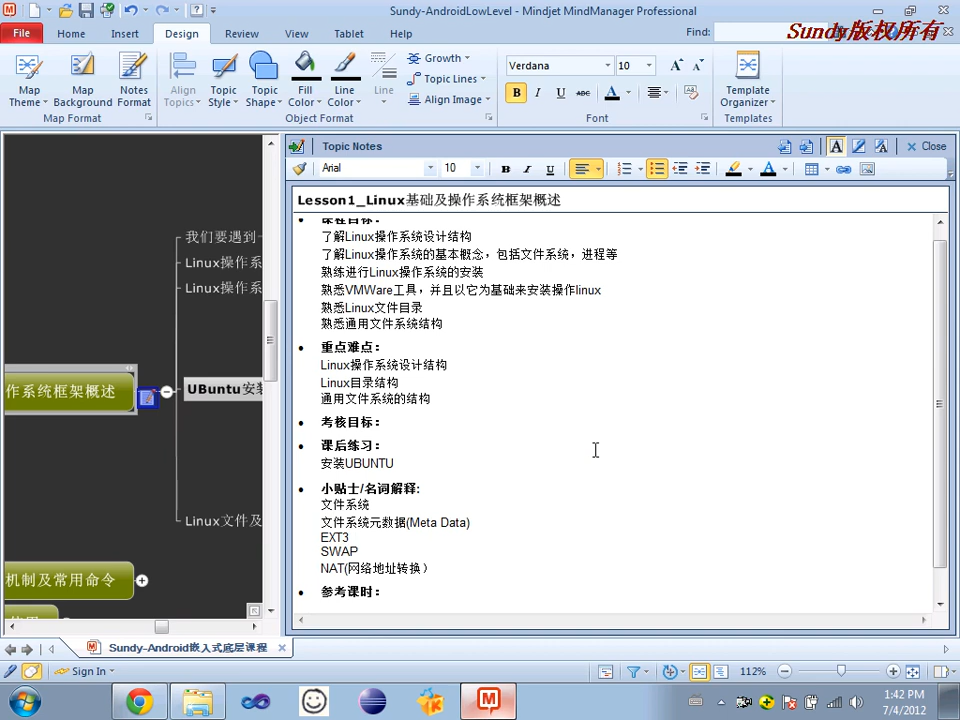 Sundy-AndroidLowLevel - Mindjet MindManager Professional
File Home Insert Design Review View Tablet Help Find:
Sundy版权所有
Map Theme Map Background Notes Format
Align Topics Topic Style Topic Shape Fill Color Line Color Line
Growth
Topic Lines
Align Image
Verdana 10
B I U ABC A
Template Organizer
Map Format Object Format Font Templates
Topic Notes Close
Arial 10 B I U
Lesson1_Linux基础及操作系统框架概述
课程目标：
了解Linux操作系统设计结构
了解Linux操作系统的基本概念，包括文件系统，进程等
熟练进行Linux操作系统的安装
熟悉VMWare工具，并且以它为基础来安装操作linux
熟悉Linux文件目录
熟悉通用文件系统结构
重点难点：
Linux操作系统设计结构
Linux目录结构
通用文件系统的结构
考核目标：
课后练习：
安装UBUNTU
小贴士/名词解释:
文件系统
文件系统元数据(Meta Data)
EXT3
SWAP
NAT(网络地址转换）
参考课时：
我们要遇到
Linux操作系
Linux操作系
作系统框架概述
UBuntu安装
Linux文件及
机制及常用命令
Sundy-Android嵌入式底层课程
Sign In 112%
1:42 PM
7/4/2012